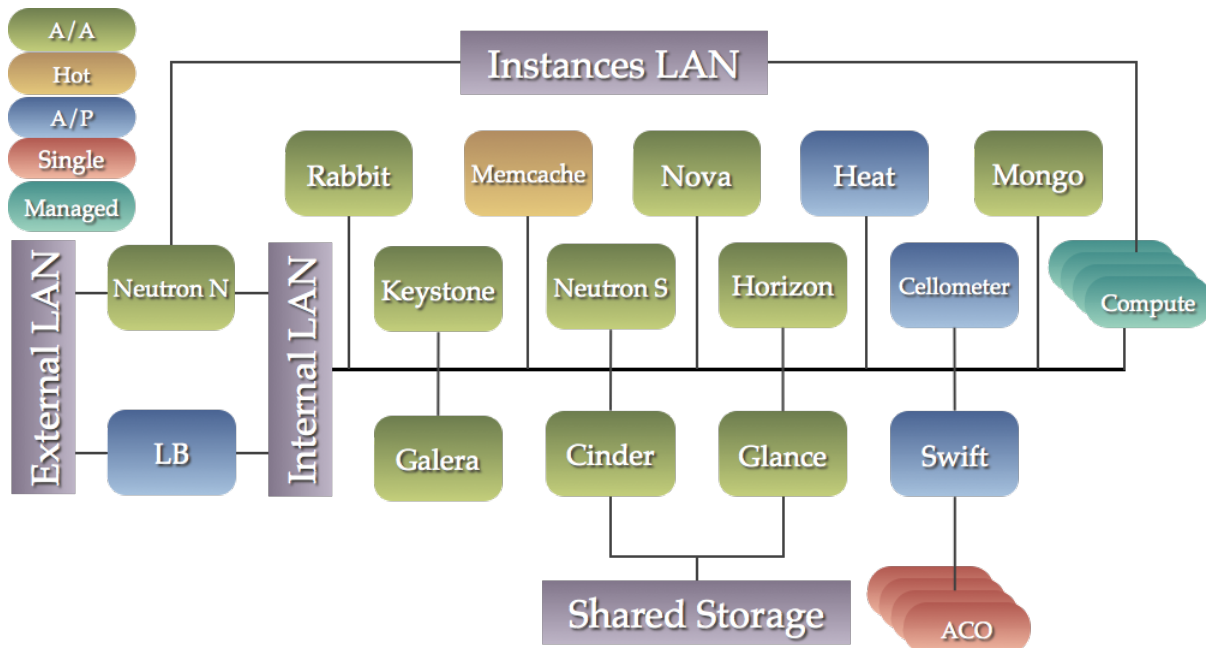 A/A
Hot
A/P
Single
Managed
Instances LAN
Rabbit
Memcache
Nova
Heat
Mongo
External LAN
Neutron N
Internal LAN
Keystone
Neutron S
Horizon
Cellometer
Compute
LB
Galera
Cinder
Glance
Swift
Shared Storage
ACO